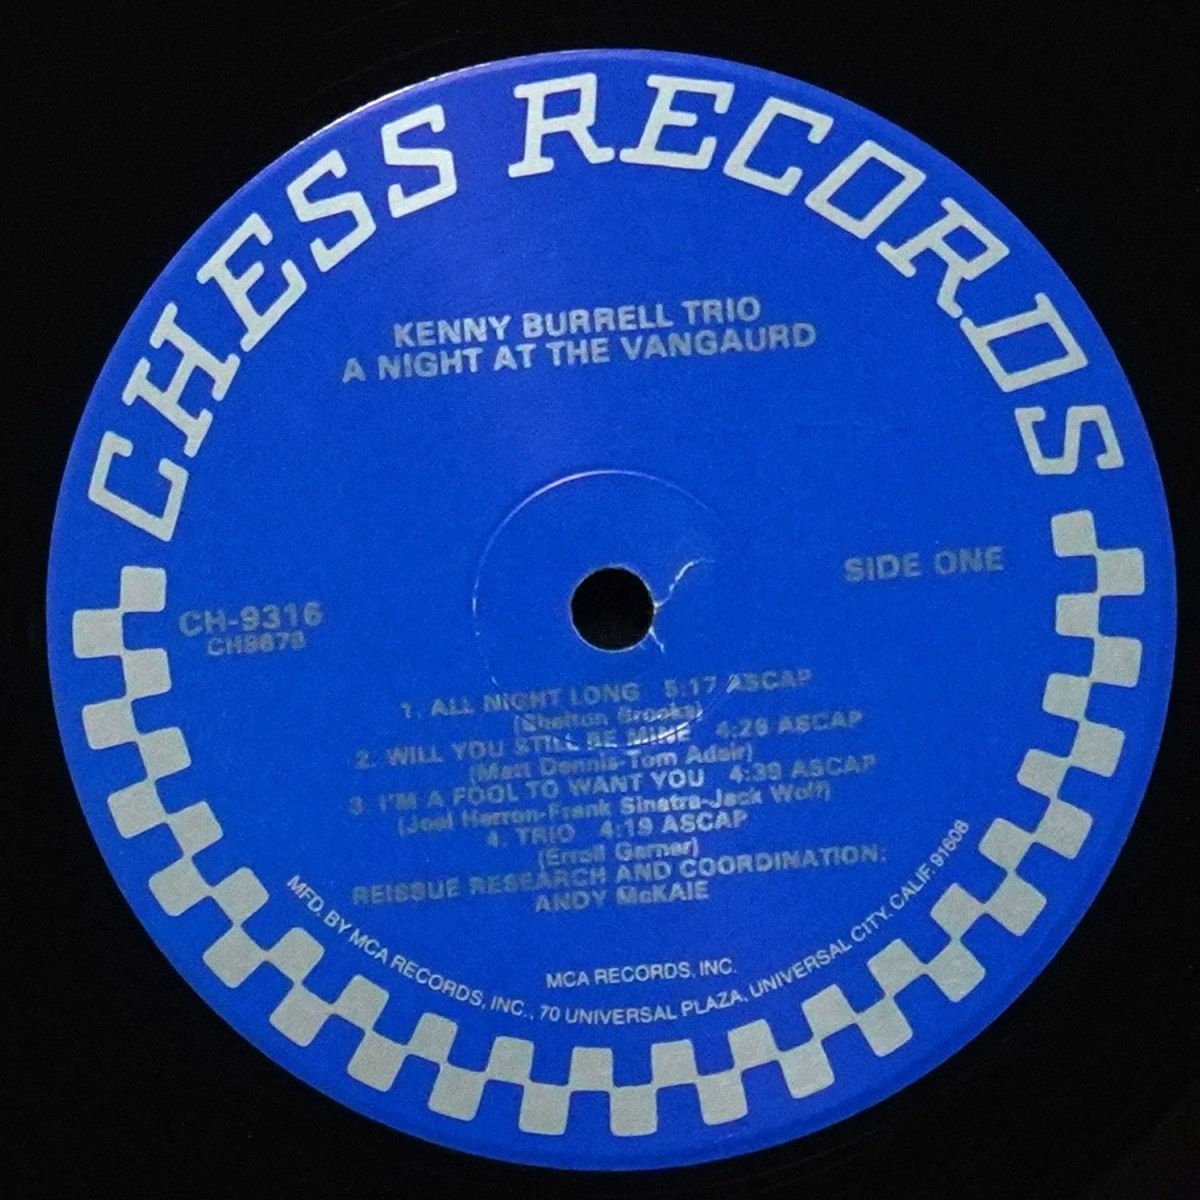 CHESS RECORDS
KENNY BURRELL TRIO
A NIGHT AT THE VANGAURD
SIDE ONE
CH-9316
CH9678
1. ALL NIGHT LONG 5:17 ASCAP
(Shelton Brooks)
2. WILL YOU STILL BE MINE 4:26 ASCAP
(Matt Dennis-Tom Adair)
3. I'M A FOOL TO WANT YOU 4:39 ASCAP
(Joel Herron-Frank Sinatra-Jack Wolf)
4. TRIO 4:19 ASCAP
(Erroll Garner)
REISSUE RESEARCH AND COORDINATION:
ANDY McKAIE
MCA RECORDS, INC.
MFD. BY MCA RECORDS, INC., 70 UNIVERSAL PLAZA, UNIVERSAL CITY, CALIF. 91608